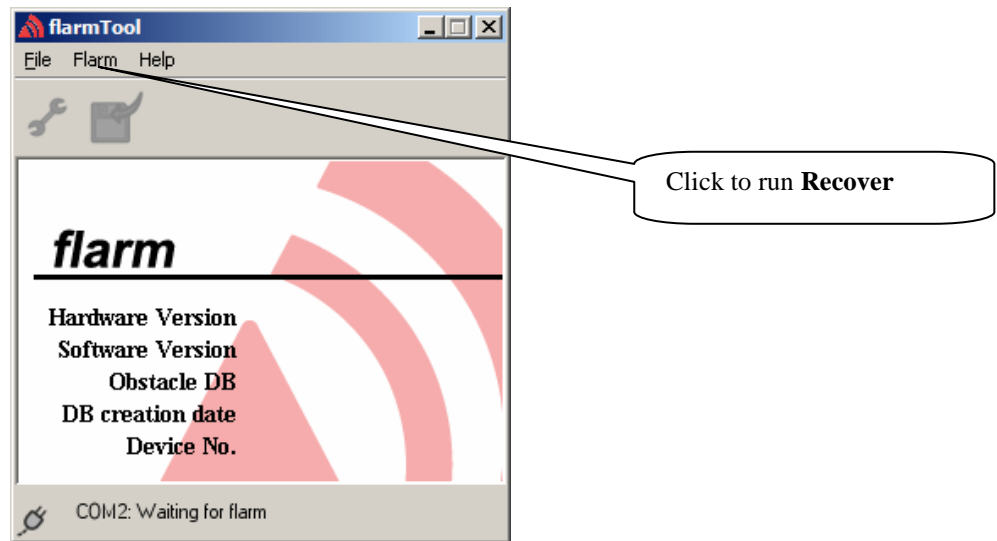 flarmTool
File Flarm Help
Click to run Recover
flarm
Hardware Version
Software Version
Obstacle DB
DB creation date
Device No.
COM2: Waiting for flarm